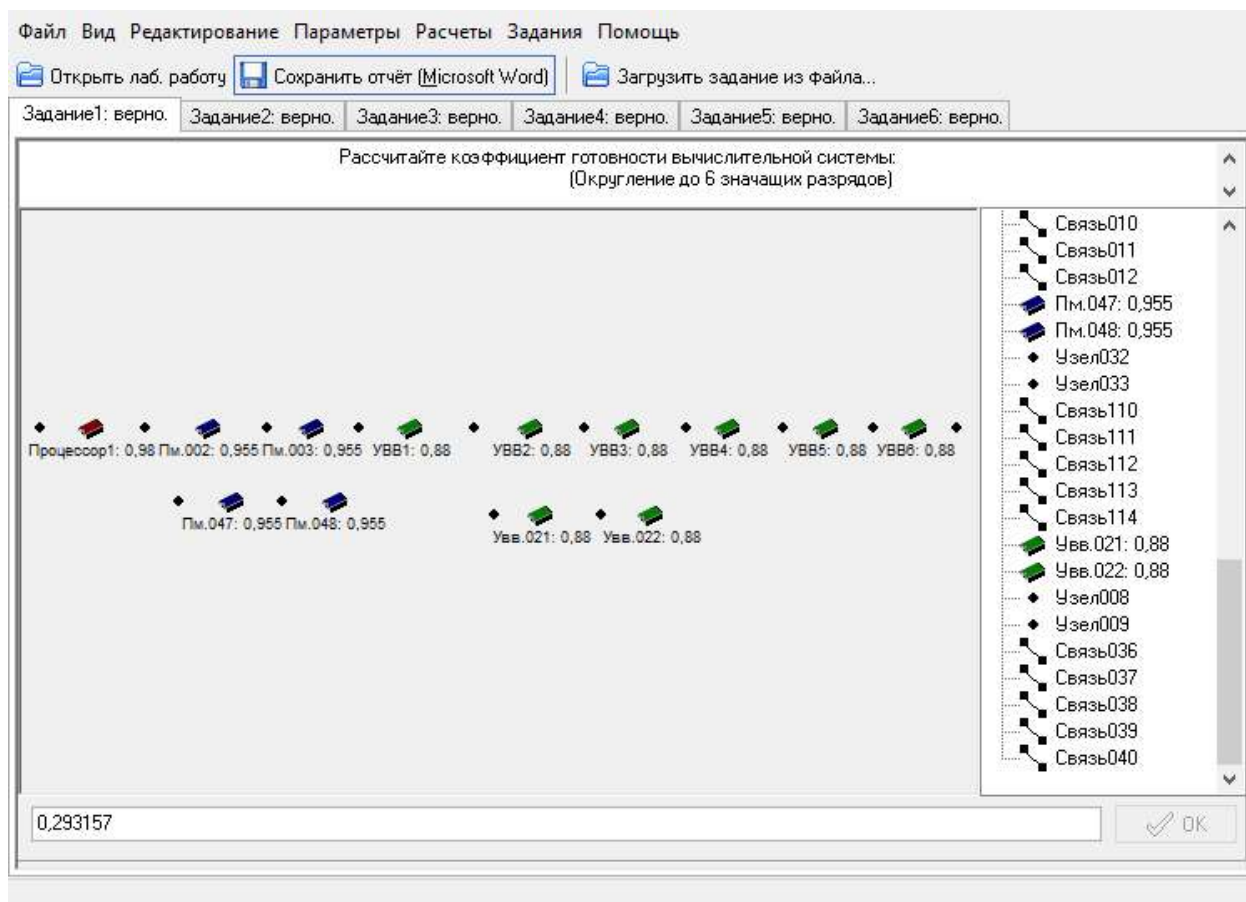 Файл Вид Редактирование Параметры Расчеты Задания Помощь
Открыть лаб. работу Сохранить отчёт (Microsoft Word) Загрузить задание из файла...
Задание1: верно. Задание2: верно. Задание3: верно. Задание4: верно. Задание5: верно. Задание6: верно.
Рассчитайте коэффициент готовности вычислительной системы:
(Округление до 6 значащих разрядов)
Процессор1: 0,98 Пм.002: 0,955 Пм.003: 0,955 УВВ1: 0,88 УВВ2: 0,88 УВВ3: 0,88 УВВ4: 0,88 УВВ5: 0,88 УВВ6: 0,88
Пм.047: 0,955 Пм.048: 0,955 Увв.021: 0,88 Увв.022: 0,88
Связь010
Связь011
Связь012
Пм.047: 0,955
Пм.048: 0,955
Узел032
Узел033
Связь110
Связь111
Связь112
Связь113
Связь114
Увв.021: 0,88
Увв.022: 0,88
Узел008
Узел009
Связь036
Связь037
Связь038
Связь039
Связь040
0,293157
OK